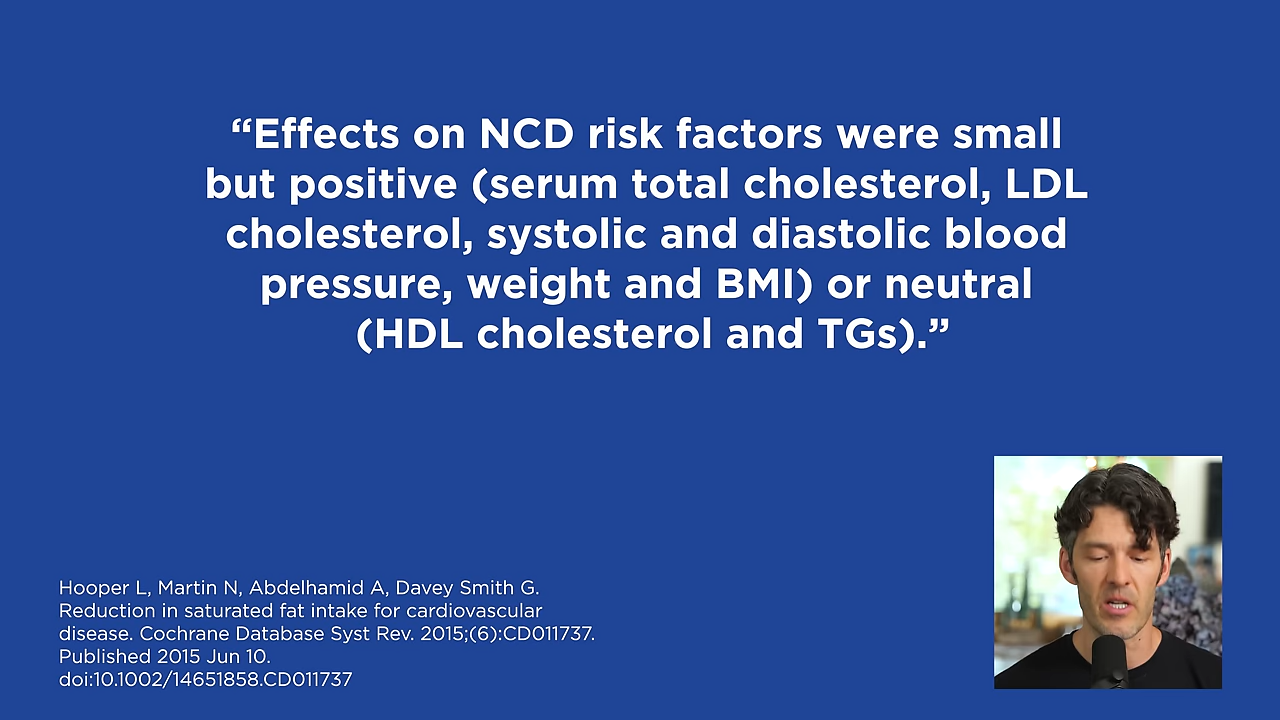 “Effects on NCD risk factors were small
but positive (serum total cholesterol, LDL
cholesterol, systolic and diastolic blood
pressure, weight and BMI) or neutral
(HDL cholesterol and TGs).”
Hooper L, Martin N, Abdelhamid A, Davey Smith G.
Reduction in saturated fat intake for cardiovascular
disease. Cochrane Database Syst Rev. 2015;(6):CD011737.
Published 2015 Jun 10.
doi:10.1002/14651858.CD011737